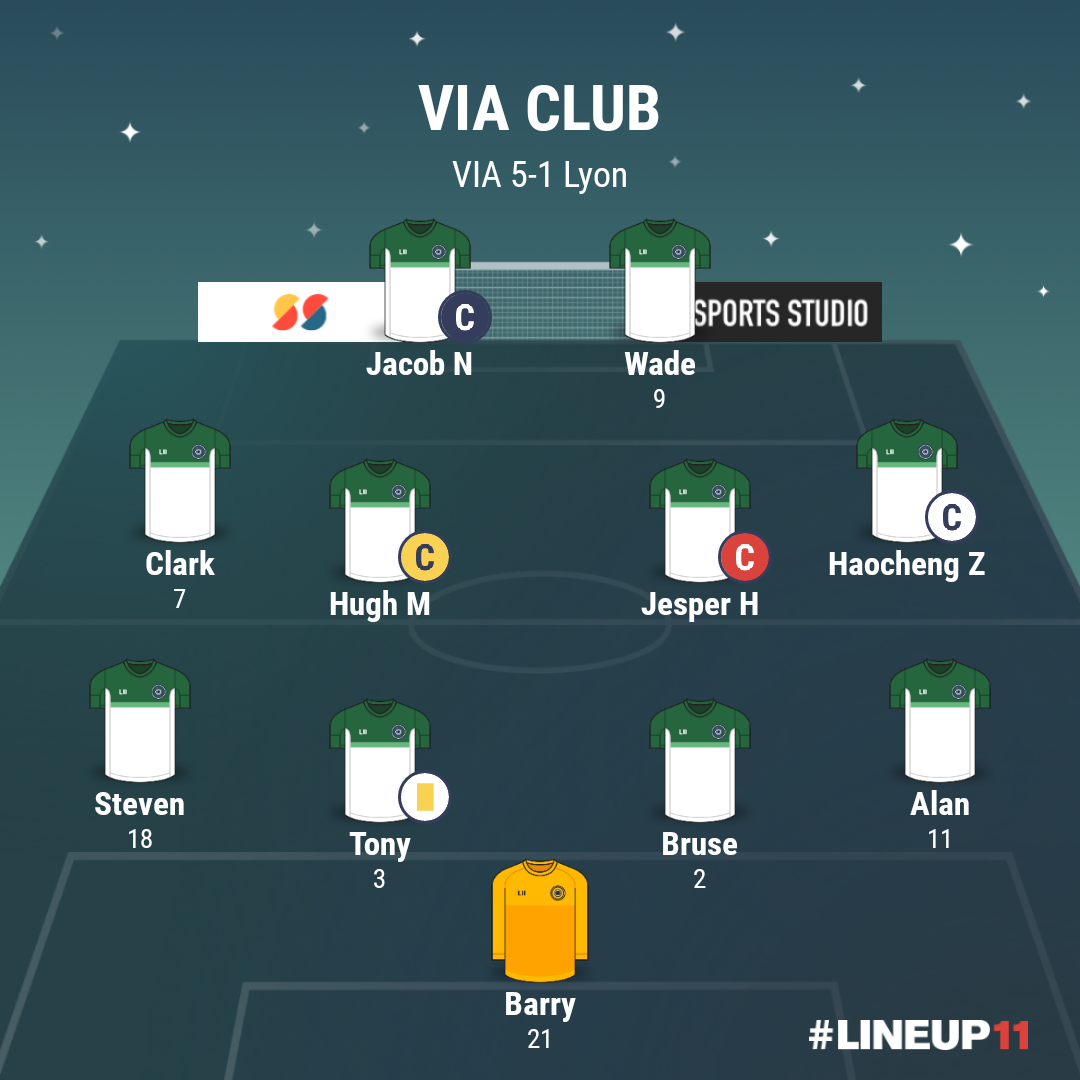 VIA CLUB
VIA 5-1 Lyon
SPORTS STUDIO
C
Jacob N
Wade
9
C
C
C
Clark
7
Hugh M
Jesper H
Haocheng Z
Steven
18
Tony
3
Bruse
2
Alan
11
Barry
21
#LINEUP11